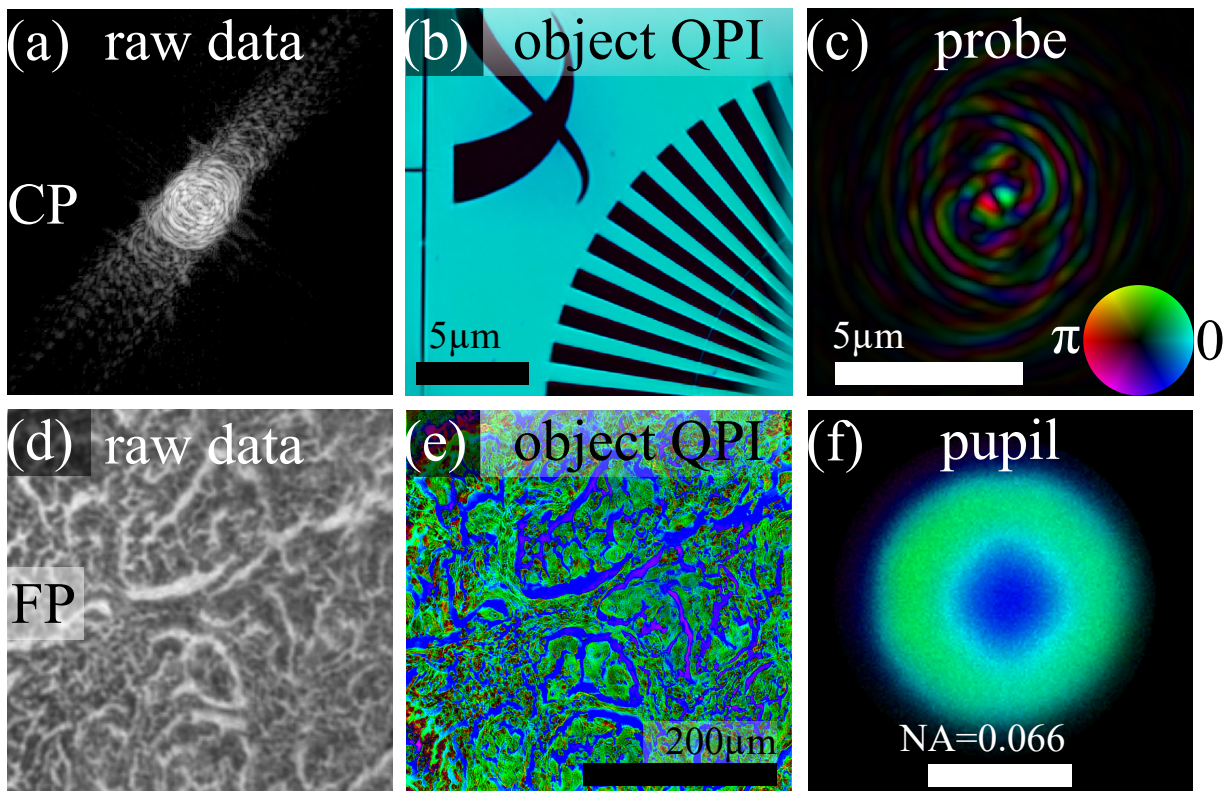 (a) raw data
CP
(b) object QPI
5μm
(c) probe
5μm
π 0
(d) raw data
FP
(e) object QPI
200μm
(f) pupil
NA=0.066